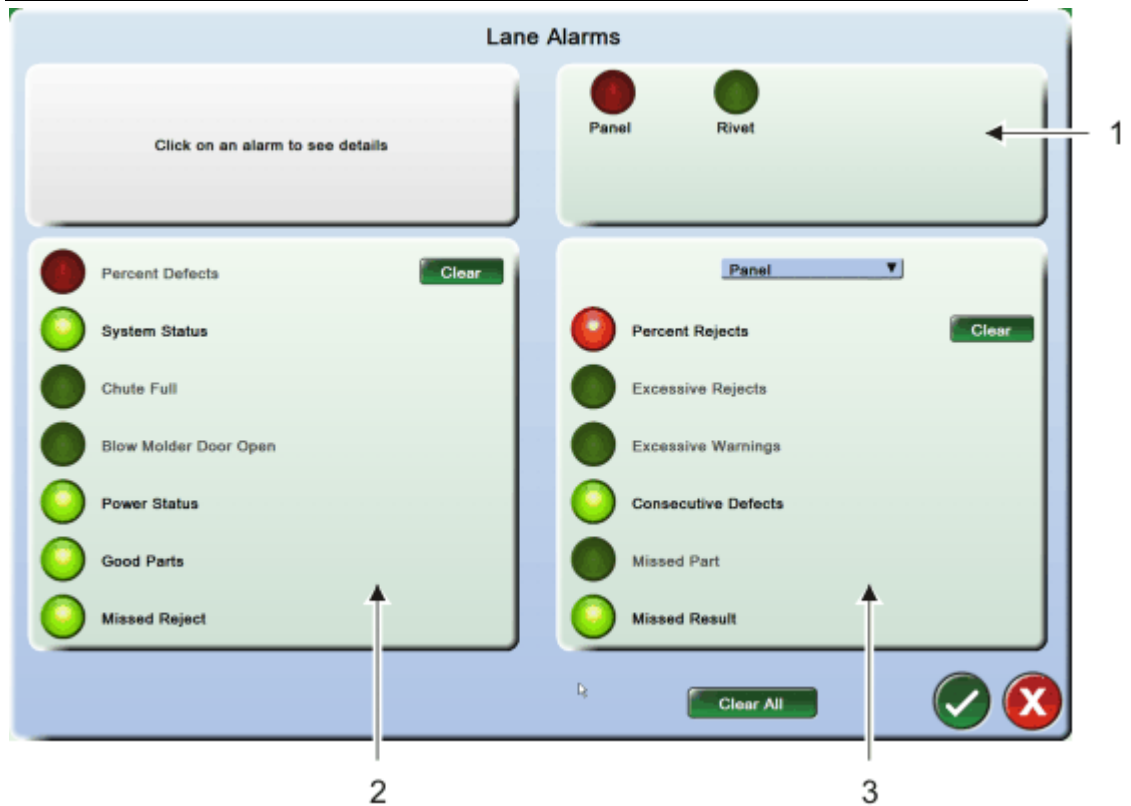 Lane Alarms
Click on an alarm to see details
Panel
Rivet
1
Percent Defects
Clear
System Status
Chute Full
Blow Molder Door Open
Power Status
Good Parts
Missed Reject
Panel
Percent Rejects
Clear
Excessive Rejects
Excessive Warnings
Consecutive Defects
Missed Part
Missed Result
Clear All
2
3